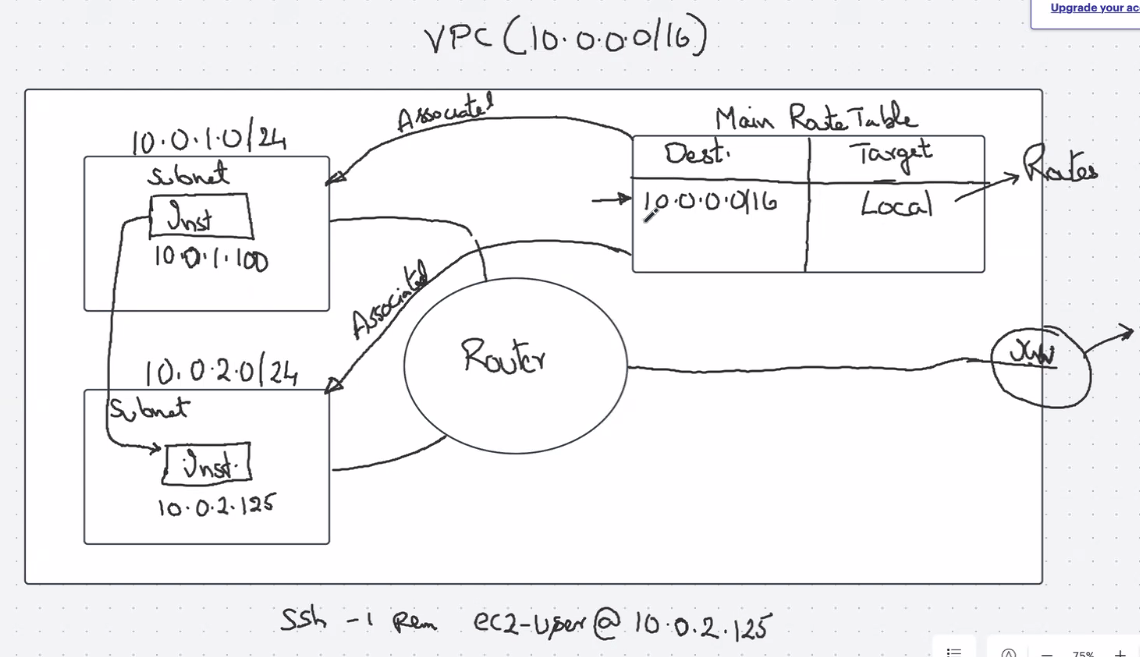 Upgrade your ac
VPC (10.0.0.0/16)
Associated
Main Route Table
10.0.1.0/24
Dest.
Target
Subnet
Routes
Inst
10.0.0.0/16
Local
10.0.1.100
Associated
Router
10.0.2.0/24
Subnet
Inst.
10.0.2.125
ssh -i pem ec2-user@10.0.2.125
75%